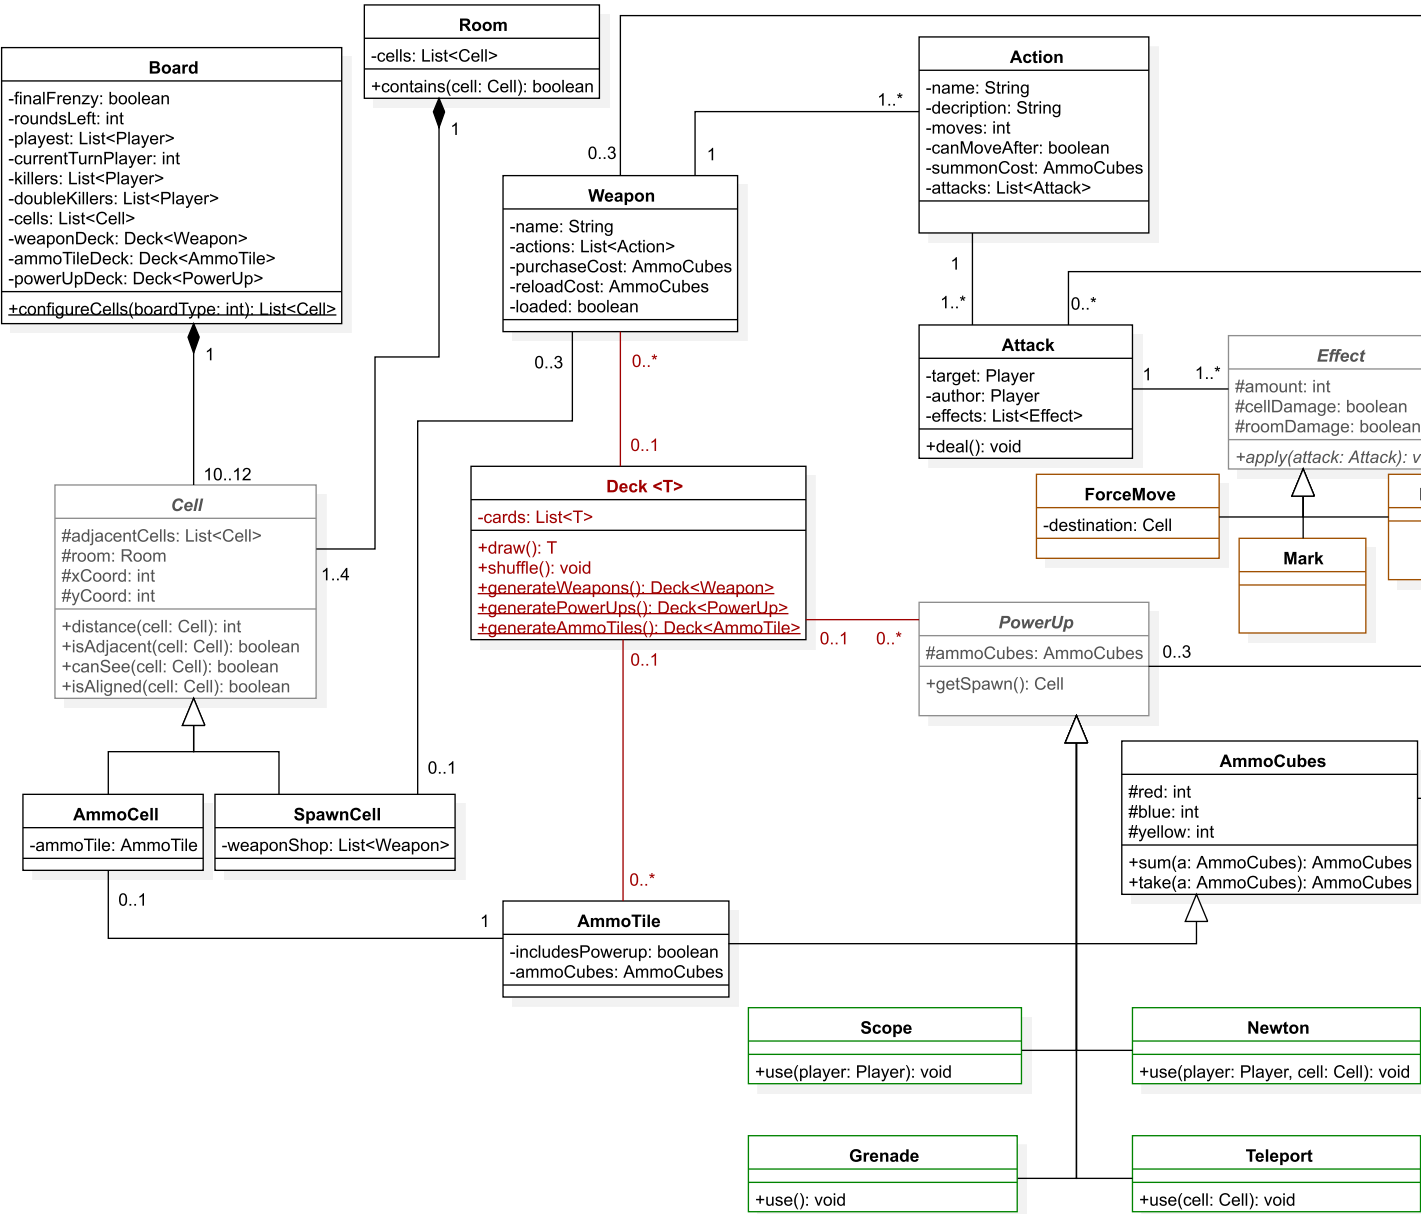 Room
-cells: List<Cell>
+contains(cell: Cell): boolean
1
Board
-finalFrenzy: boolean
-roundsLeft: int
-playest: List<Player>
-currentTurnPlayer: int
-killers: List<Player>
-doubleKillers: List<Player>
-cells: List<Cell>
-weaponDeck: Deck<Weapon>
-ammoTileDeck: Deck<AmmoTile>
-powerUpDeck: Deck<PowerUp>
+configureCells(boardType: int): List<Cell>
1
10..12
Action
-name: String
-decription: String
-moves: int
-canMoveAfter: boolean
-summonCost: AmmoCubes
-attacks: List<Attack>
1..*
0..3
1
Weapon
-name: String
-actions: List<Action>
-purchaseCost: AmmoCubes
-reloadCost: AmmoCubes
-loaded: boolean
0..3
0..*
0..1
1
1..*
0..*
Attack
-target: Player
-author: Player
-effects: List<Effect>
+deal(): void
1
1..*
Effect
#amount: int
#cellDamage: boolean
#roomDamage: boolean
+apply(attack: Attack): v
ForceMove
-destination: Cell
Mark
Cell
#adjacentCells: List<Cell>
#room: Room
#xCoord: int
#yCoord: int
+distance(cell: Cell): int
+isAdjacent(cell: Cell): boolean
+canSee(cell: Cell): boolean
+isAligned(cell: Cell): boolean
1..4
Deck <T>
-cards: List<T>
+draw(): T
+shuffle(): void
+generateWeapons(): Deck<Weapon>
+generatePowerUps(): Deck<PowerUp>
+generateAmmoTiles(): Deck<AmmoTile>
0..1
0..*
0..1
PowerUp
#ammoCubes: AmmoCubes
+getSpawn(): Cell
0..3
AmmoCubes
#red: int
#blue: int
#yellow: int
+sum(a: AmmoCubes): AmmoCubes
+take(a: AmmoCubes): AmmoCubes
0..1
AmmoCell
-ammoTile: AmmoTile
SpawnCell
-weaponShop: List<Weapon>
0..1
1
0..*
AmmoTile
-includesPowerup: boolean
-ammoCubes: AmmoCubes
Scope
+use(player: Player): void
Newton
+use(player: Player, cell: Cell): void
Grenade
+use(): void
Teleport
+use(cell: Cell): void